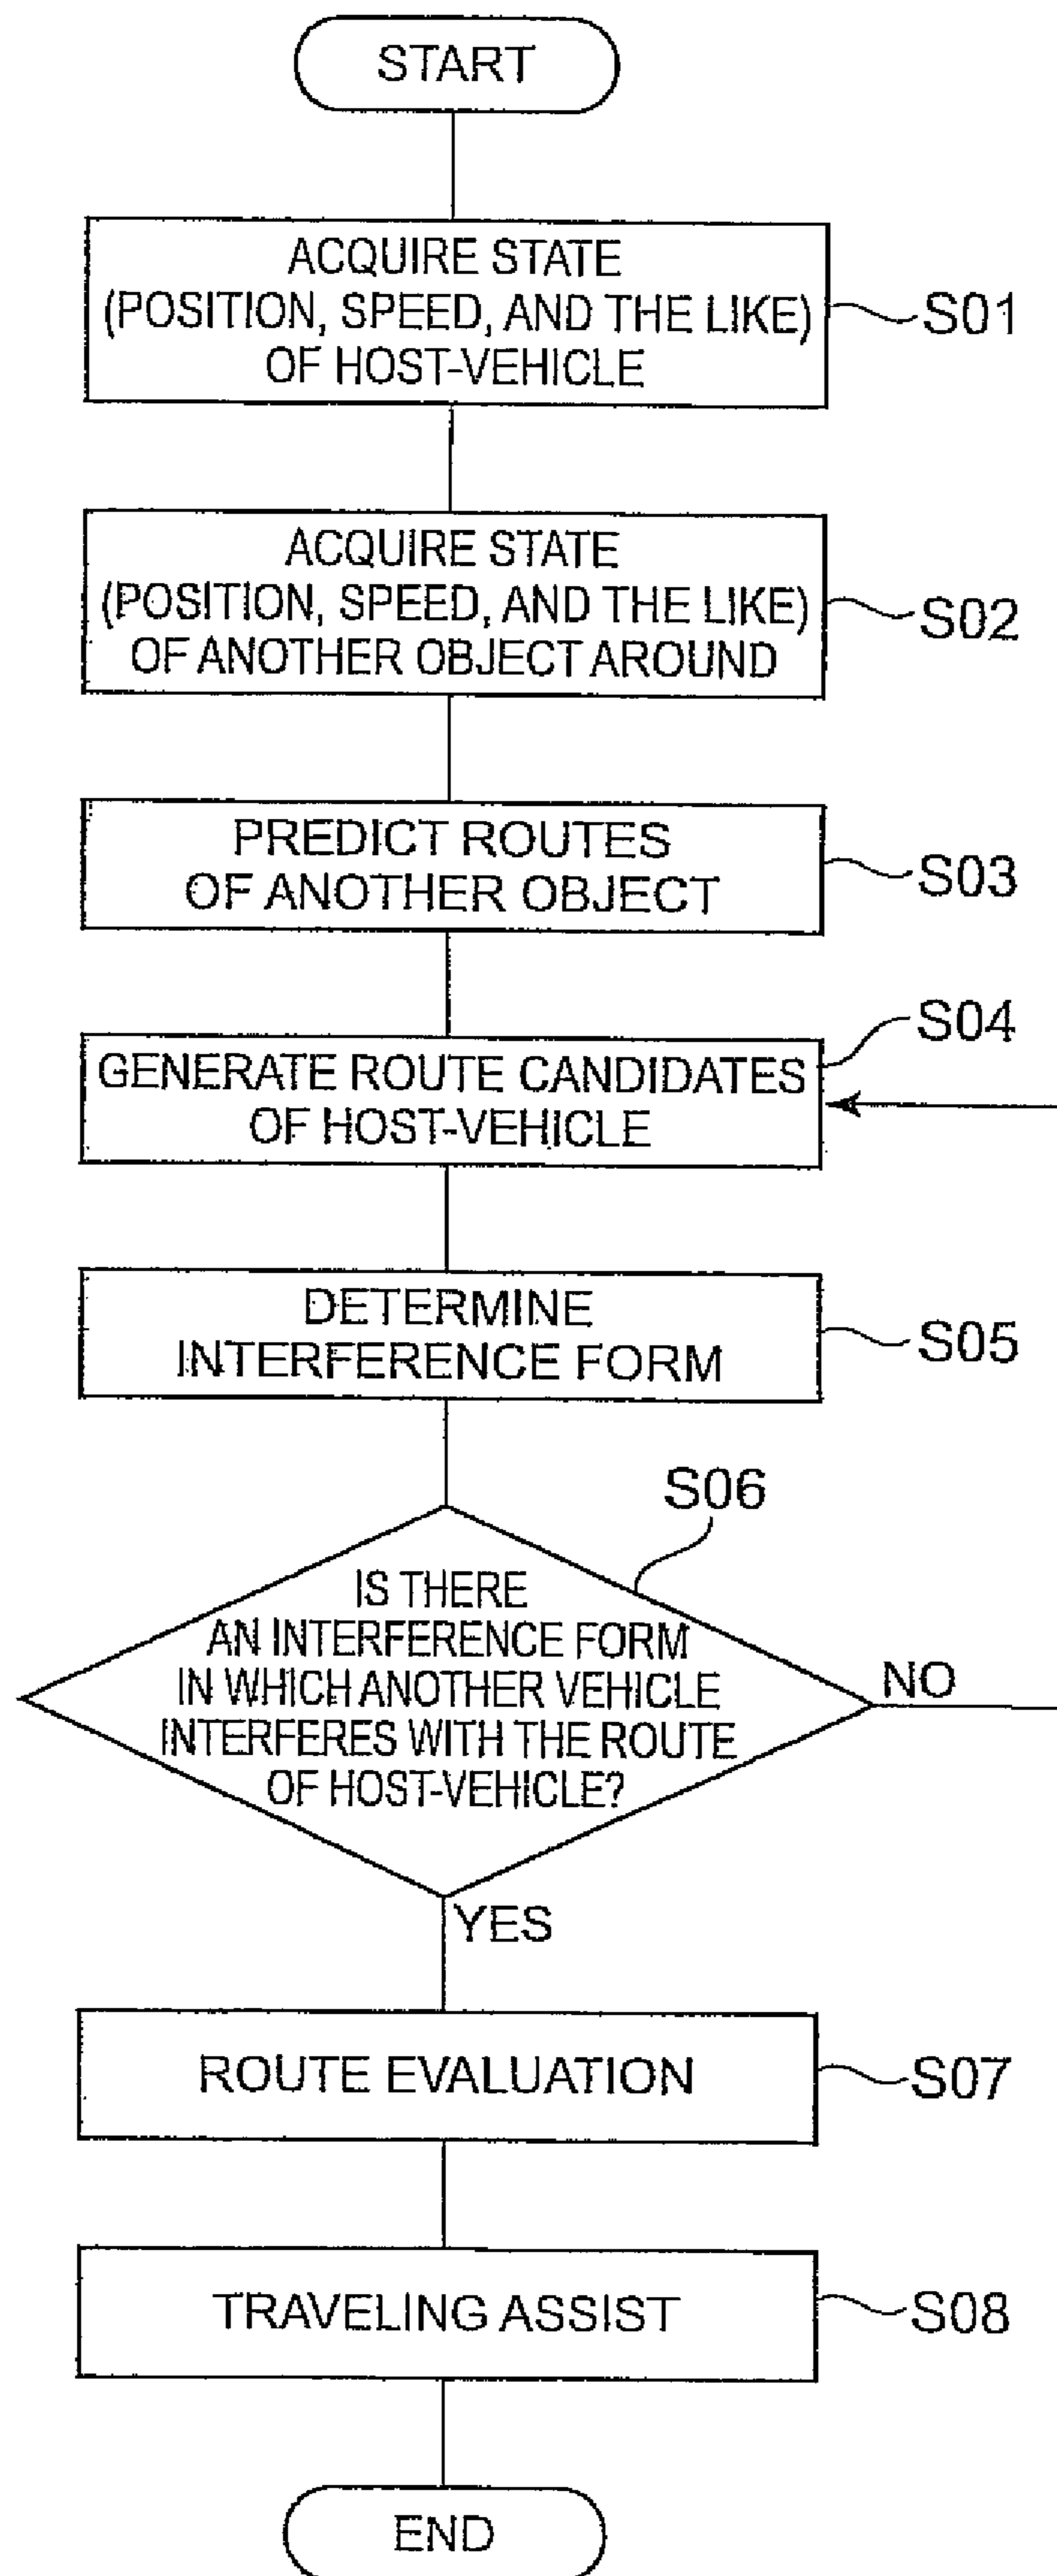 START
ACQUIRE STATE
(POSITION, SPEED, AND THE LIKE)
OF HOST-VEHICLE
S01
ACQUIRE STATE
(POSITION, SPEED, AND THE LIKE)
OF ANOTHER OBJECT AROUND
S02
PREDICT ROUTES
OF ANOTHER OBJECT
S03
S04
GENERATE ROUTE CANDIDATES
OF HOST-VEHICLE
DETERMINE
INTERFERENCE FORM
S05
S06
IS THERE
AN INTERFERENCE FORM
IN WHICH ANOTHER VEHICLE
INTERFERES WITH THE ROUTE
OF HOST-VEHICLE?
NO
YES
ROUTE EVALUATION
S07
TRAVELING ASSIST
S08
END